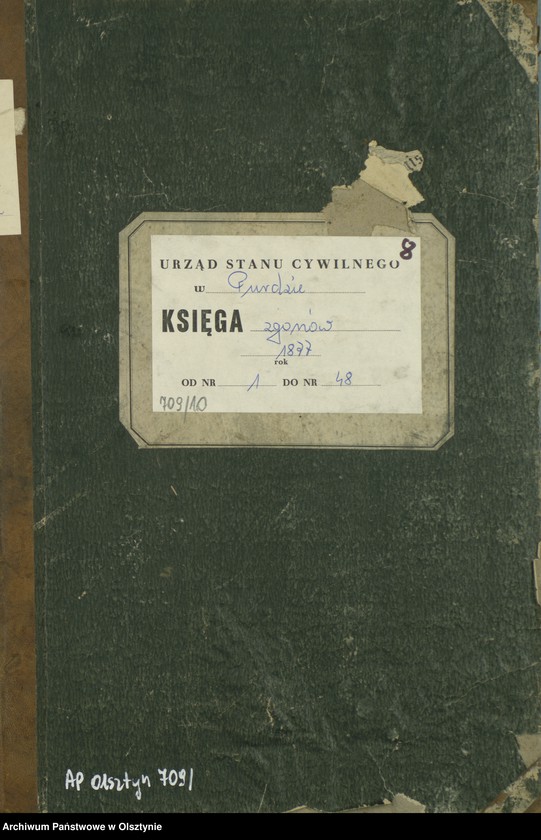 8
URZĄD STANU CYWILNEGO
w Purdzie
KSIĘGA zgonów
1877
rok
OD NR 1 DO NR 48
709/10
AP Olsztyn 709/
Archiwum Państwowe w Olsztynie